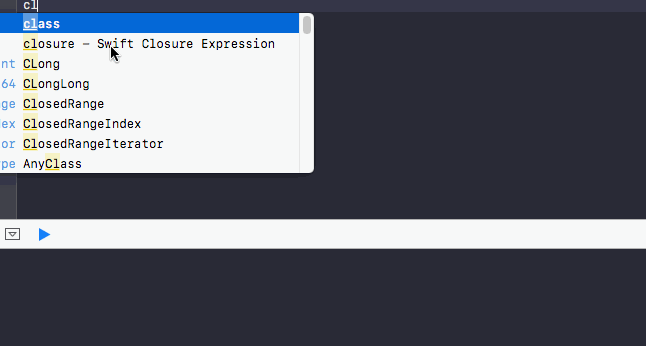 cl
class
closure – Swift Closure Expression
nt CLong
64 CLongLong
ge ClosedRange
ex ClosedRangeIndex
or ClosedRangeIterator
pe AnyClass